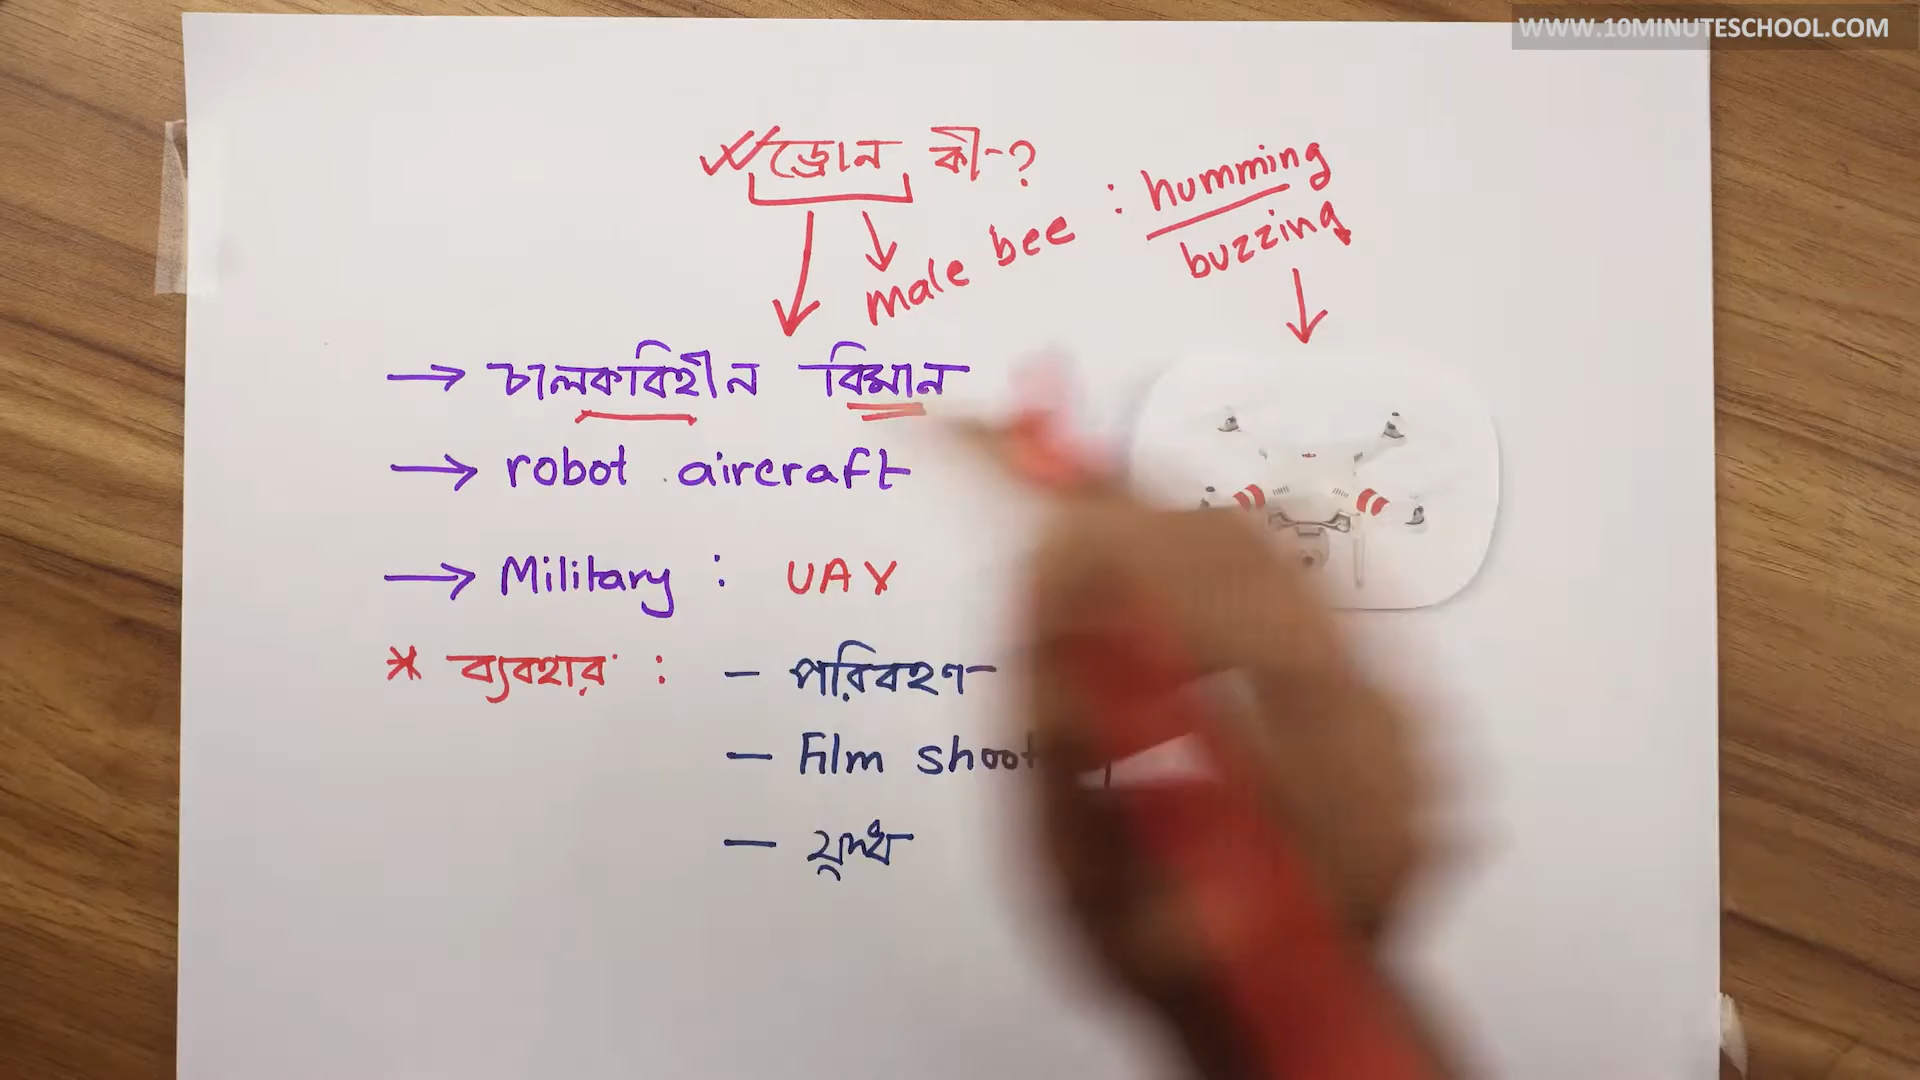 WWW.10MINUTESCHOOL.COM
ড্রোন কী?
male bee : humming
buzzing
→ চালকবিহীন বিমান
→ robot aircraft
→ Military : UAV
* ব্যবহার : – পরিবহণ
– Film shoot
– যুদ্ধ